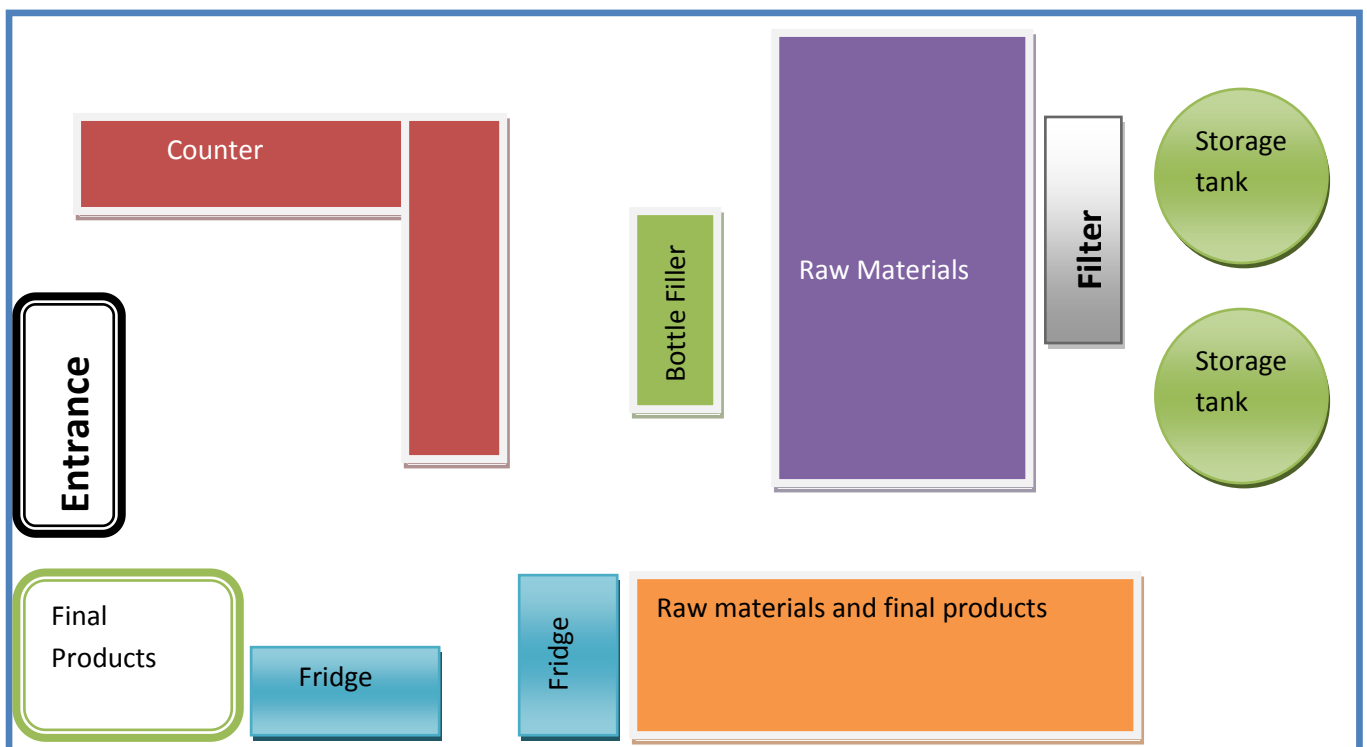 Counter
Storage
tank
Bottle Filler
Raw Materials
Filter
Storage
tank
Entrance
Final
Products
Fridge
Fridge
Raw materials and final products